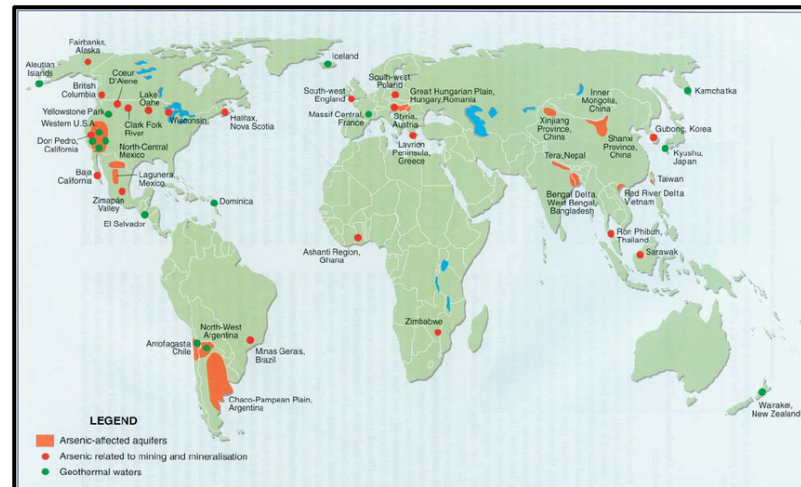 Fairbanks,
Alaska
Aleutian
Islands
Coeur
D'Alene
British
Columbia
Lake
Oahe
Yellowstone Park
Clark Fork
River
Wisconsin
Halifax,
Nova Scotia
Western U.S.A.
Don Pedro,
California
North-Central
Mexico
Baja
California
Lagunera
Mexico
Zimapán
Valley
El Salvador
Dominica
Iceland
South-west
England
South-west
Poland
Great Hungarian Plain,
Hungary,Romania
Massif Central,
France
Styria,
Austria
Lavrion
Peninsula,
Greece
Inner
Mongolia,
China
Kamchatka
Xinjiang
Province,
China
Shanxi
Province,
China
Gubong, Korea
Kyushu,
Japan
Terai,Nepal
Taiwan
Bengal Delta,
West Bengal,
Bangladesh
Red River Delta
Vietnam
Ron Phibun,
Thailand
Sarawak
Ashanti Region,
Ghana
Zimbabwe
North-West
Argentina
Antofagasta
Chile
Minas Gerais,
Brazil
Chaco-Pampean Plain,
Argentina
Wairakei,
New Zealand
LEGEND
Arsenic-affected aquifers
Arsenic related to mining and mineralisation
Geothermal waters